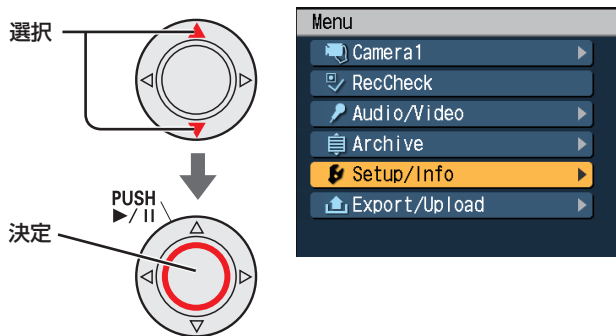 選択
PUSH
▶/II
決定
Menu
Camera1
RecCheck
Audio/Video
Archive
Setup/Info
Export/Upload